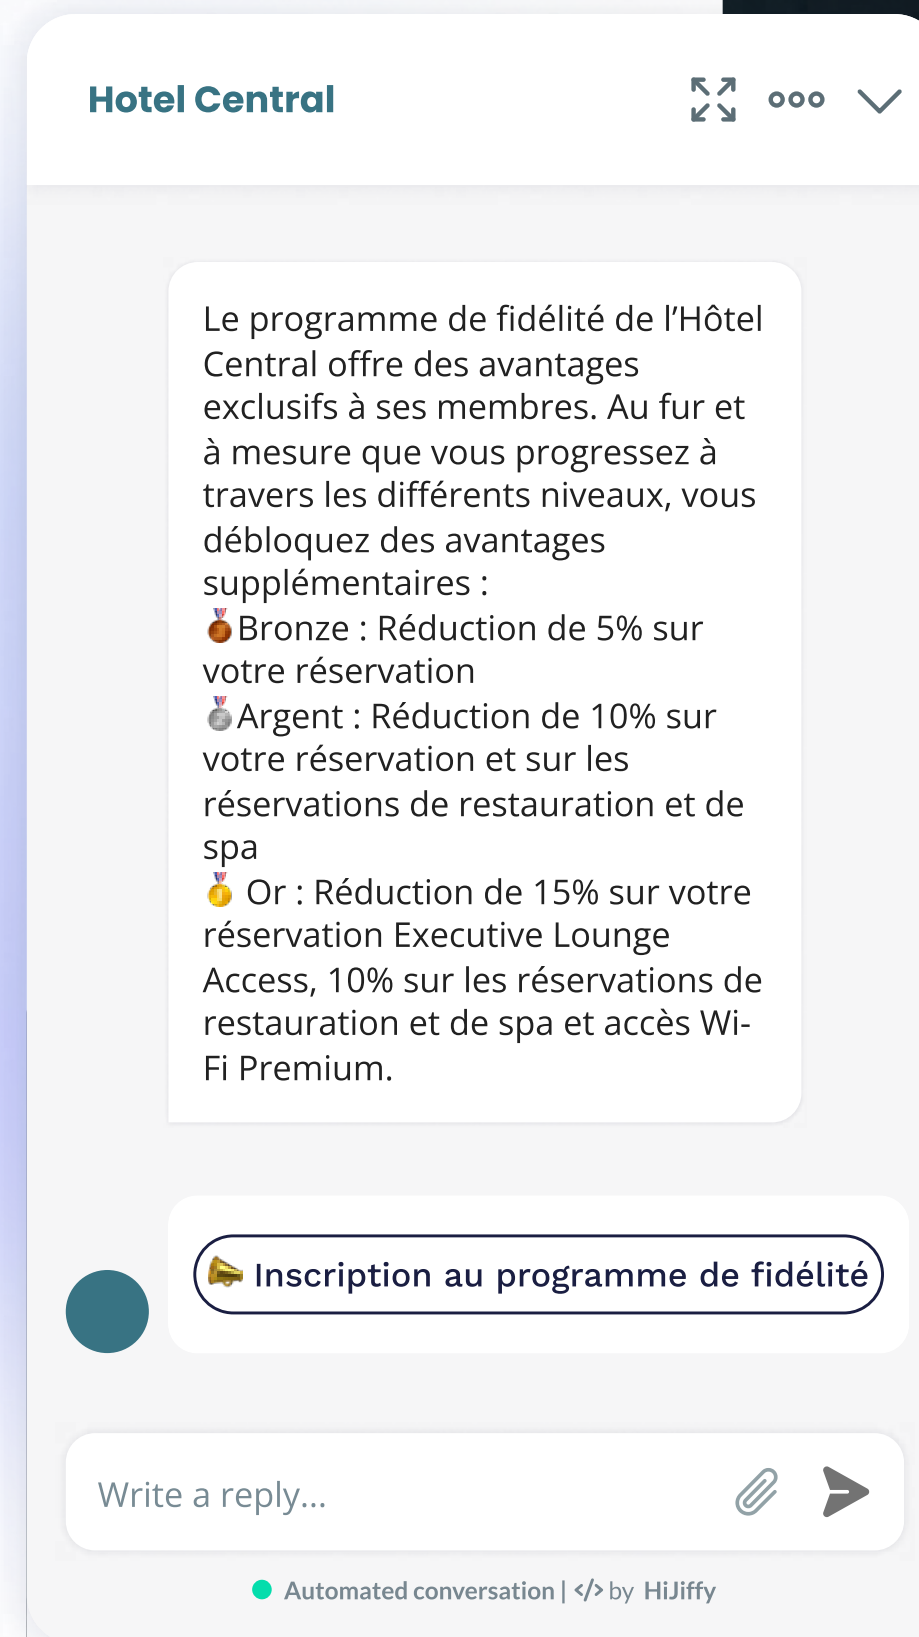 Hotel Central
Le programme de fidélité de l’Hôtel
Central offre des avantages
exclusifs à ses membres. Au fur et
à mesure que vous progressez à
travers les différents niveaux, vous
débloquez des avantages
supplémentaires :
🥉Bronze : Réduction de 5% sur
votre réservation
🥈Argent : Réduction de 10% sur
votre réservation et sur les
réservations de restauration et de
spa
🥇 Or : Réduction de 15% sur votre
réservation Executive Lounge
Access, 10% sur les réservations de
restauration et de spa et accès Wi-
Fi Premium.
Inscription au programme de fidélité
Write a reply...
Automated conversation | </> by HiJiffy